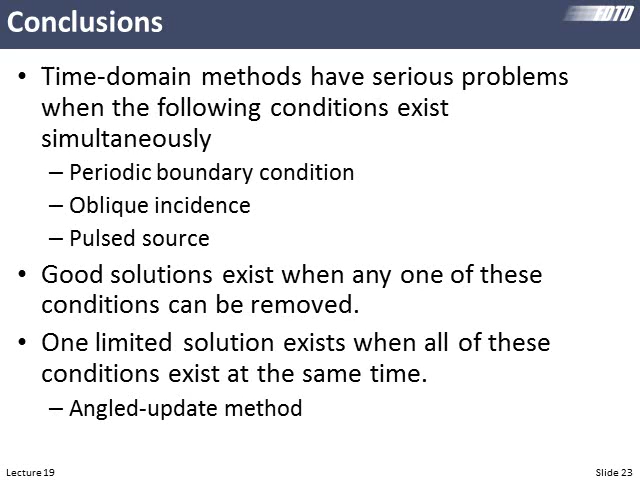 Conclusions
FDTD
• Time-domain methods have serious problems
when the following conditions exist
simultaneously
– Periodic boundary condition
– Oblique incidence
– Pulsed source
• Good solutions exist when any one of these
conditions can be removed.
• One limited solution exists when all of these
conditions exist at the same time.
– Angled-update method
Lecture 19
Slide 23